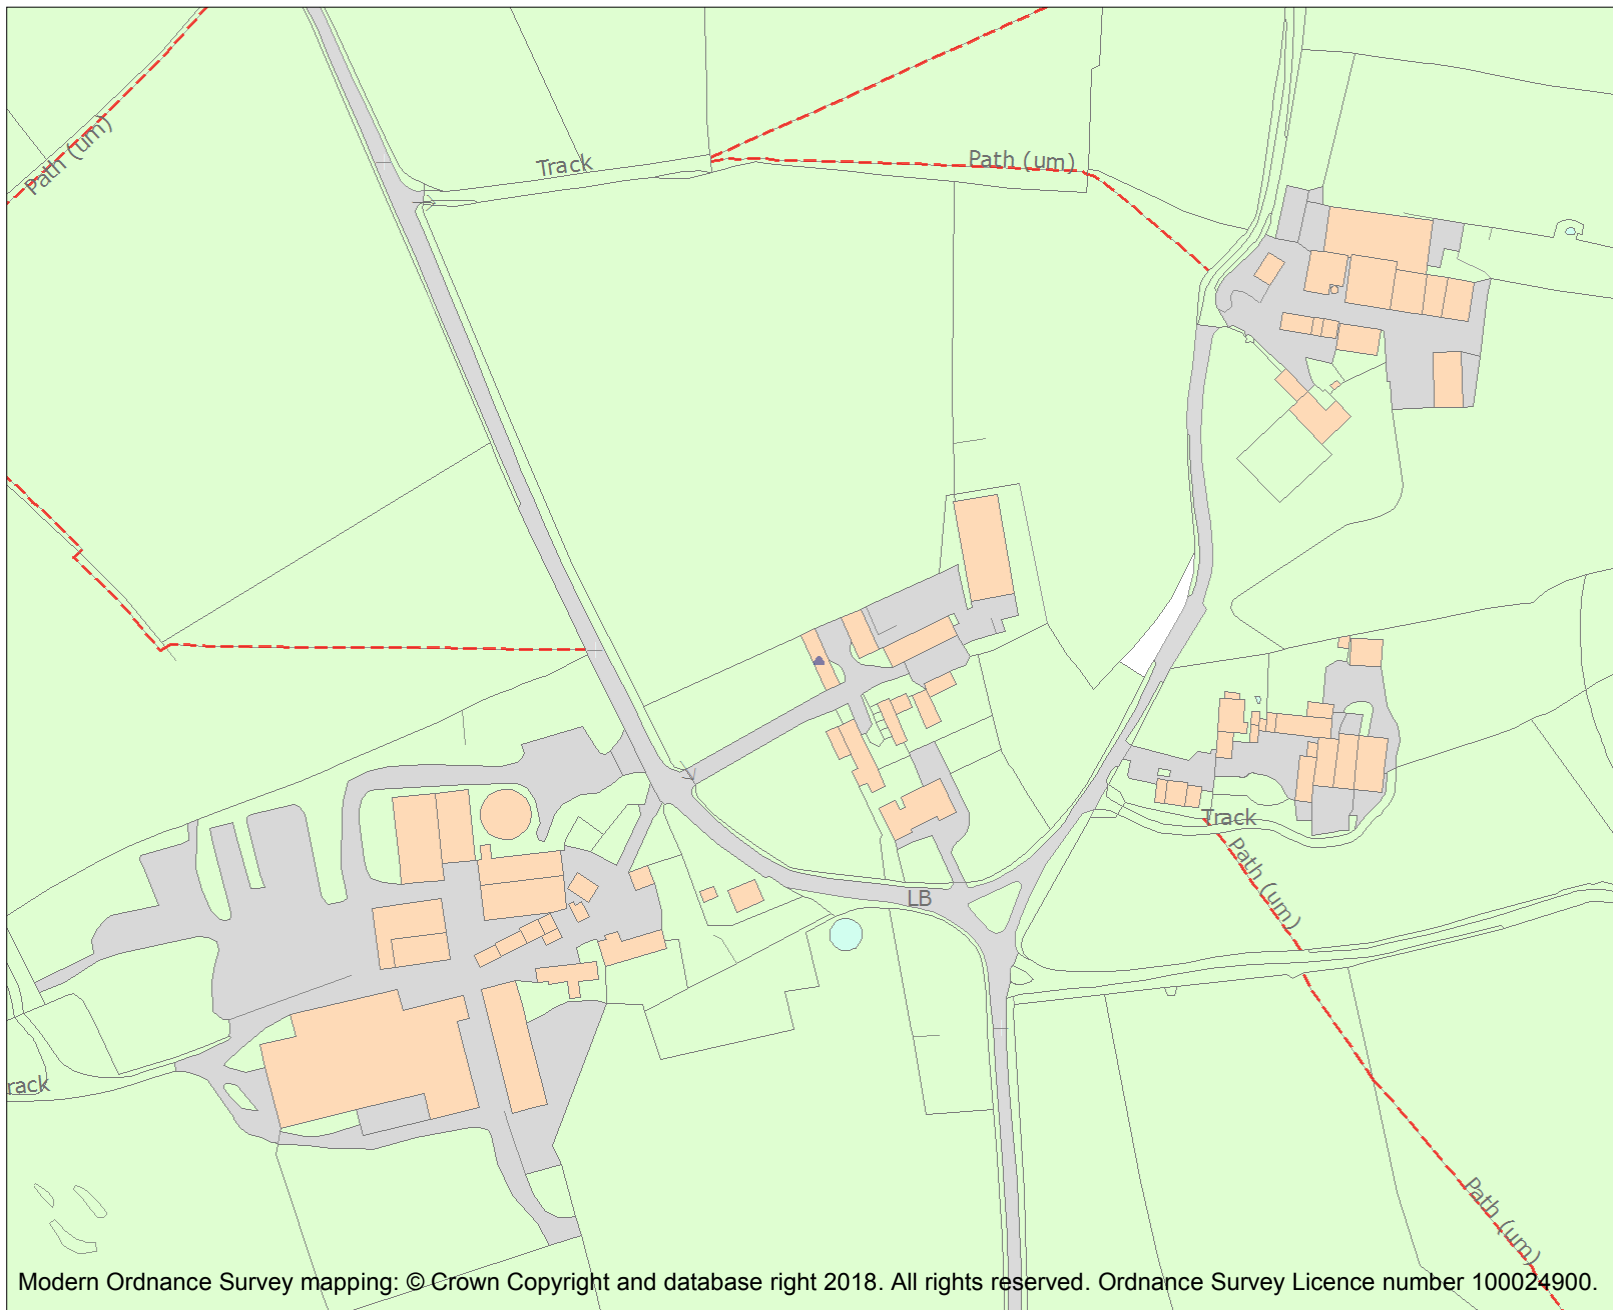 Path (um)
Track
Path (um)
Track
Path (um)
LB
rack
Path (um)
Modern Ordnance Survey mapping: © Crown Copyright and database right 2018. All rights reserved. Ordnance Survey Licence number 100024900.